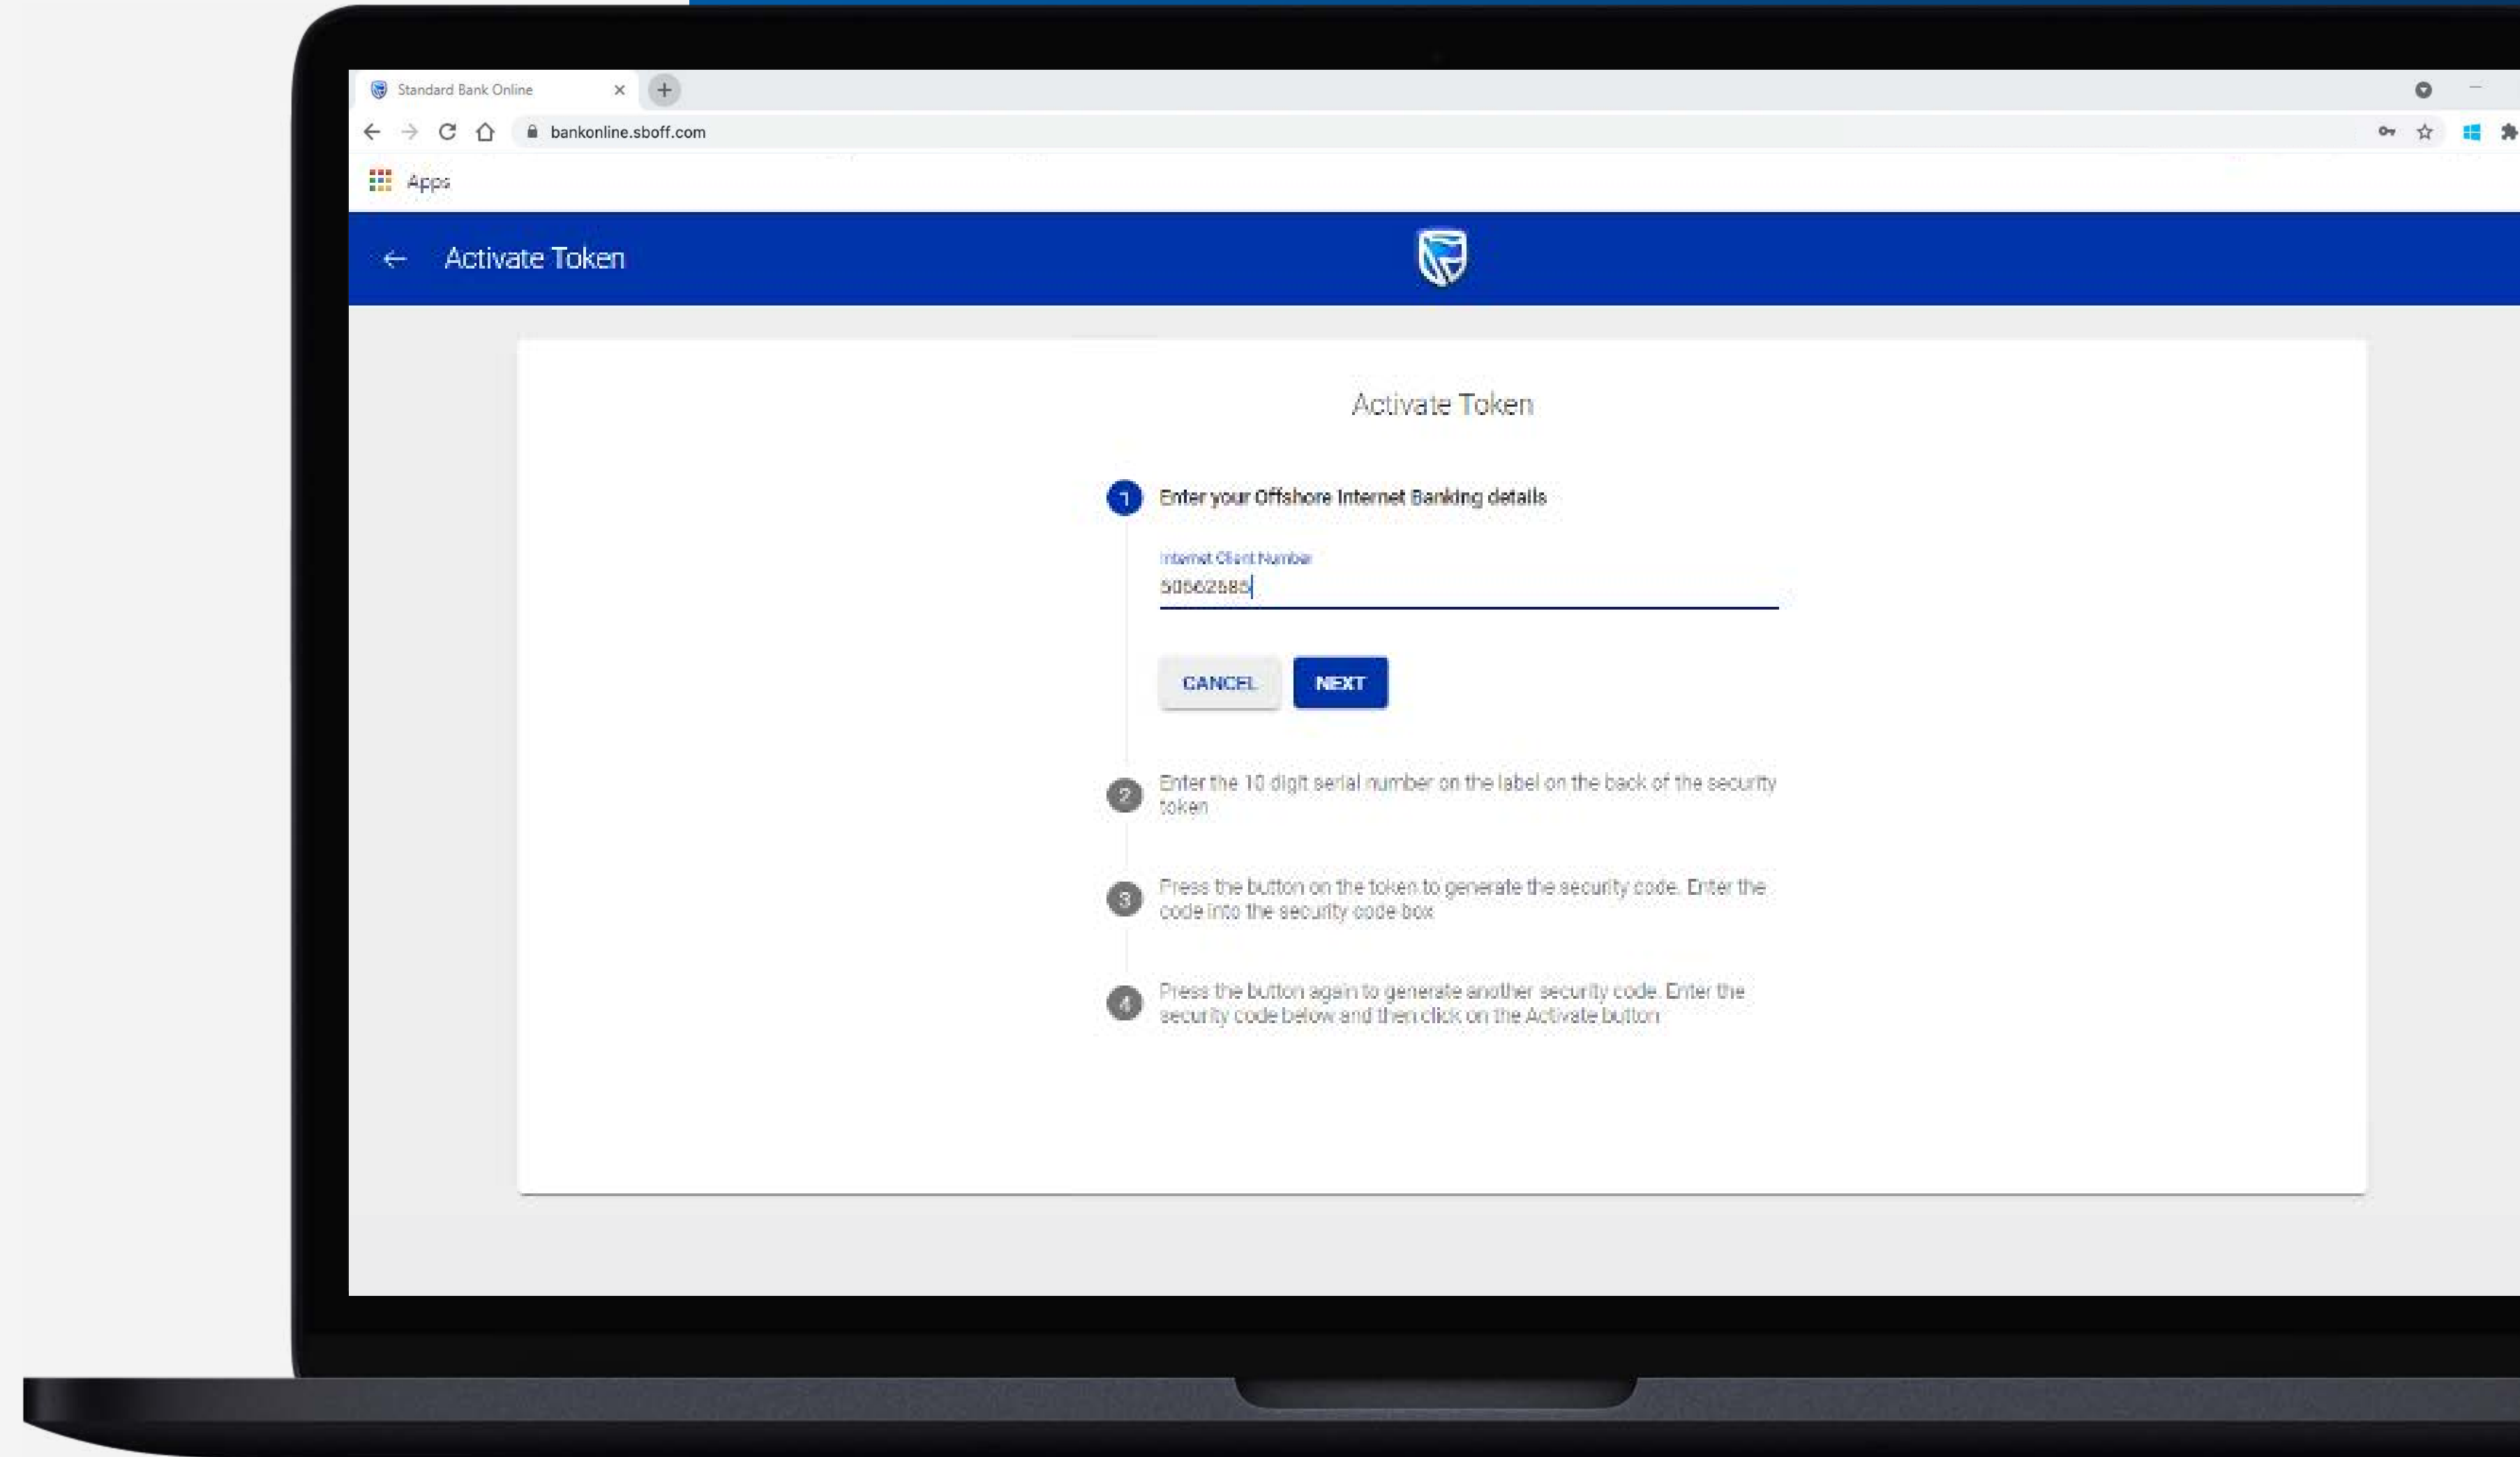 Standard Bank Online
bankonline.sboff.com
Apps
Activate Token
Activate Token
1 Enter your Offshore Internet Banking details
Internet Client Number
CANCEL NEXT
2 Enter the 10 digit serial number on the label on the back of the security
token
3 Press the button on the token to generate the security code. Enter the
code into the security code box
4 Press the button again to generate another security code. Enter the
security code below and then click on the Activate button